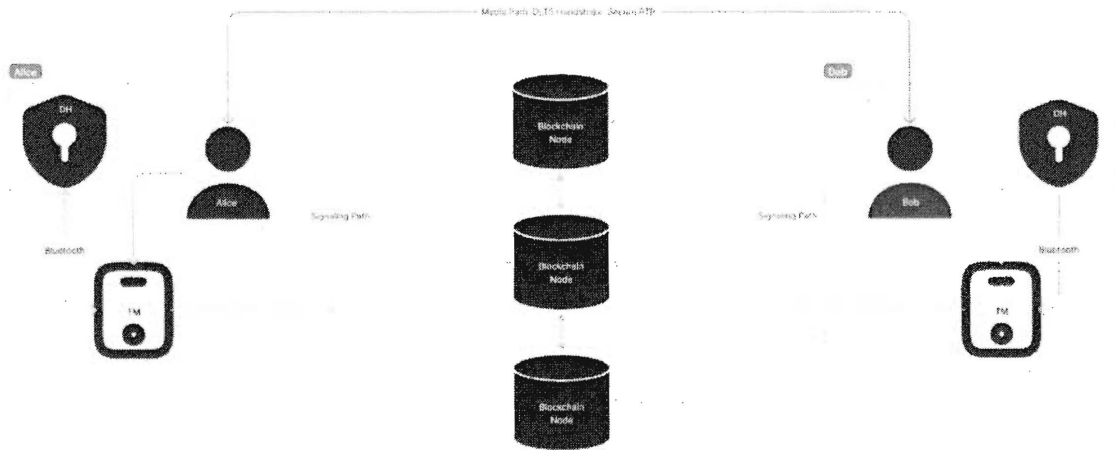 Media Path: DLTS Handshake, Secure RTP
Alice
Bob
DH
DH
Blockchain
Node
Alice
Bob
Signaling Path
Signaling Path
Bluetooth
Bluetooth
Blockchain
Node
TM
TM
Blockchain
Node